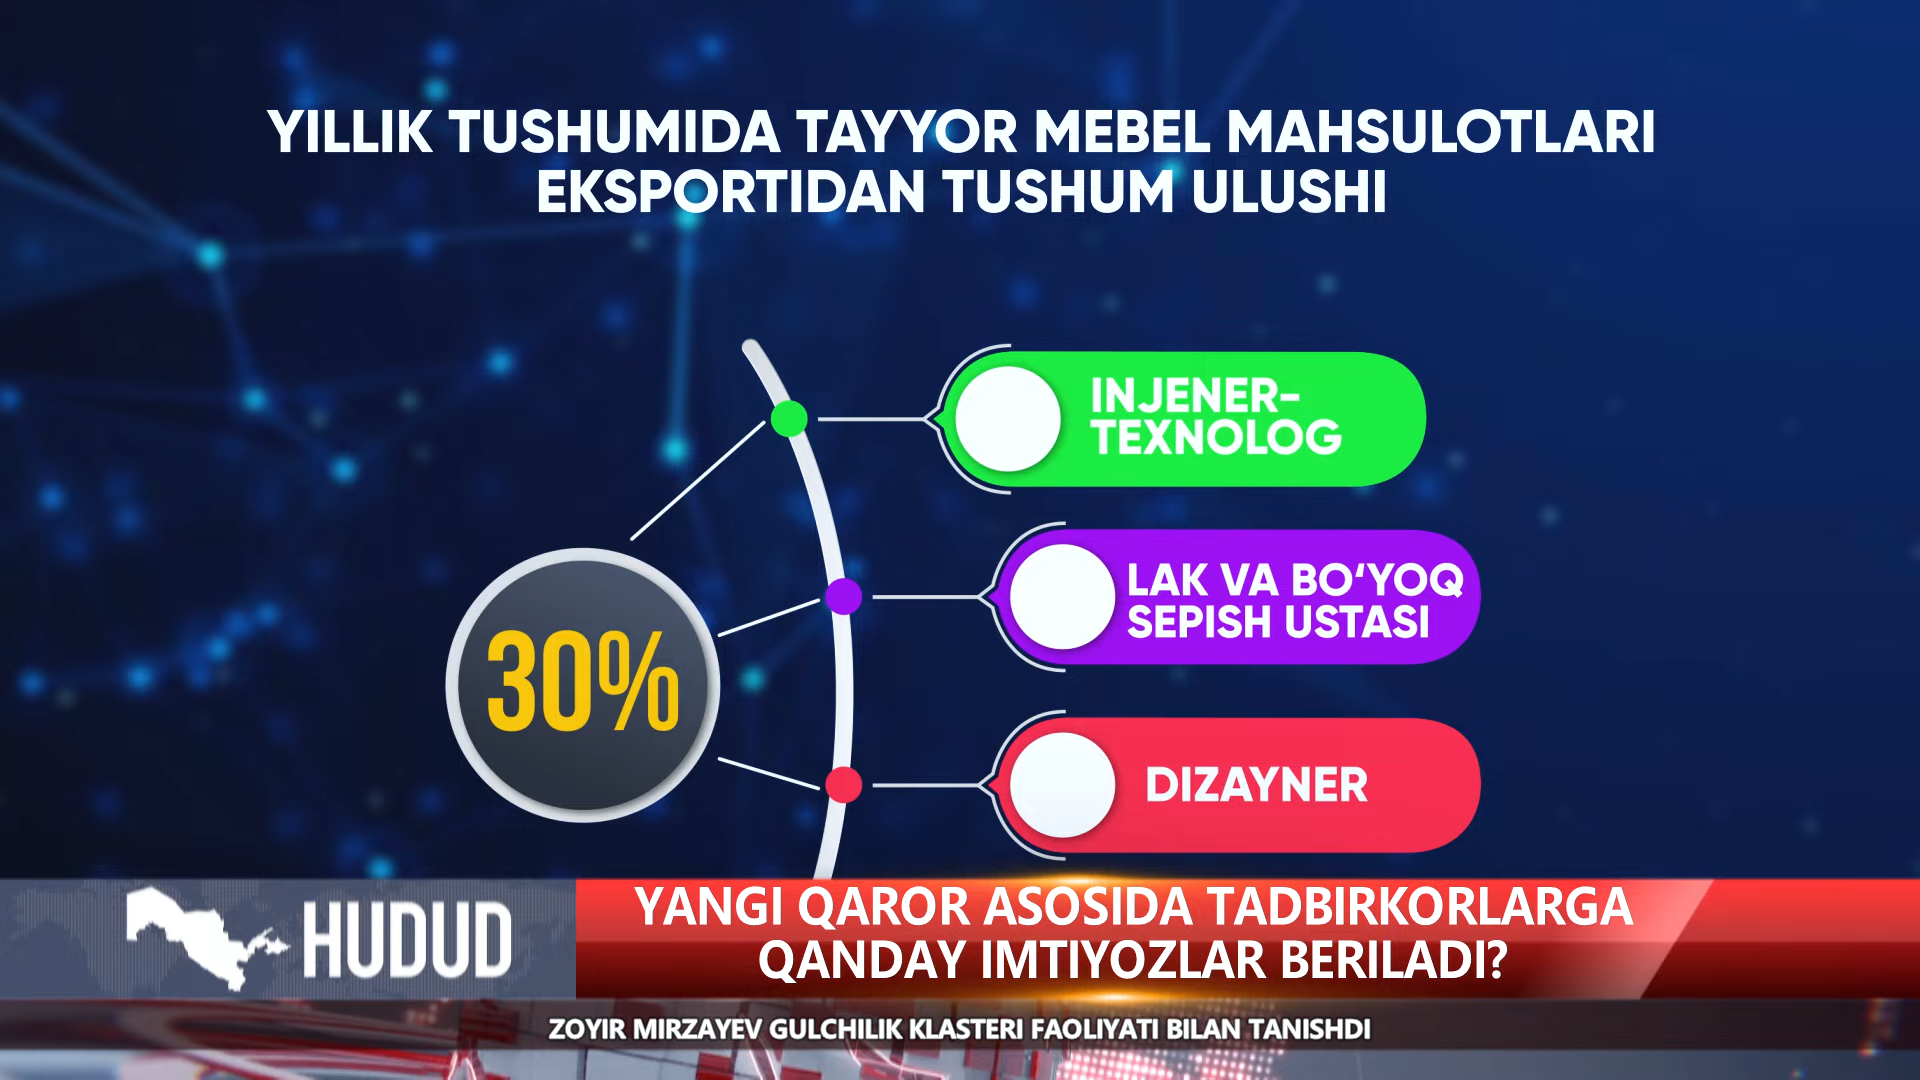 YILLIK TUSHUMIDA TAYYOR MEBEL MAHSULOTLARI
EKSPORTIDAN TUSHUM ULUSHI
30%
INJENER-
TEXNOLOG
LAK VA BO‘YOQ
SEPISH USTASI
DIZAYNER
HUDUD
YANGI QAROR ASOSIDA TADBIRKORLARGA
QANDAY IMTIYOZLAR BERILADI?
ZOYIR MIRZAYEV GULCHILIK KLASTERI FAOLIYATI BILAN TANISHDI